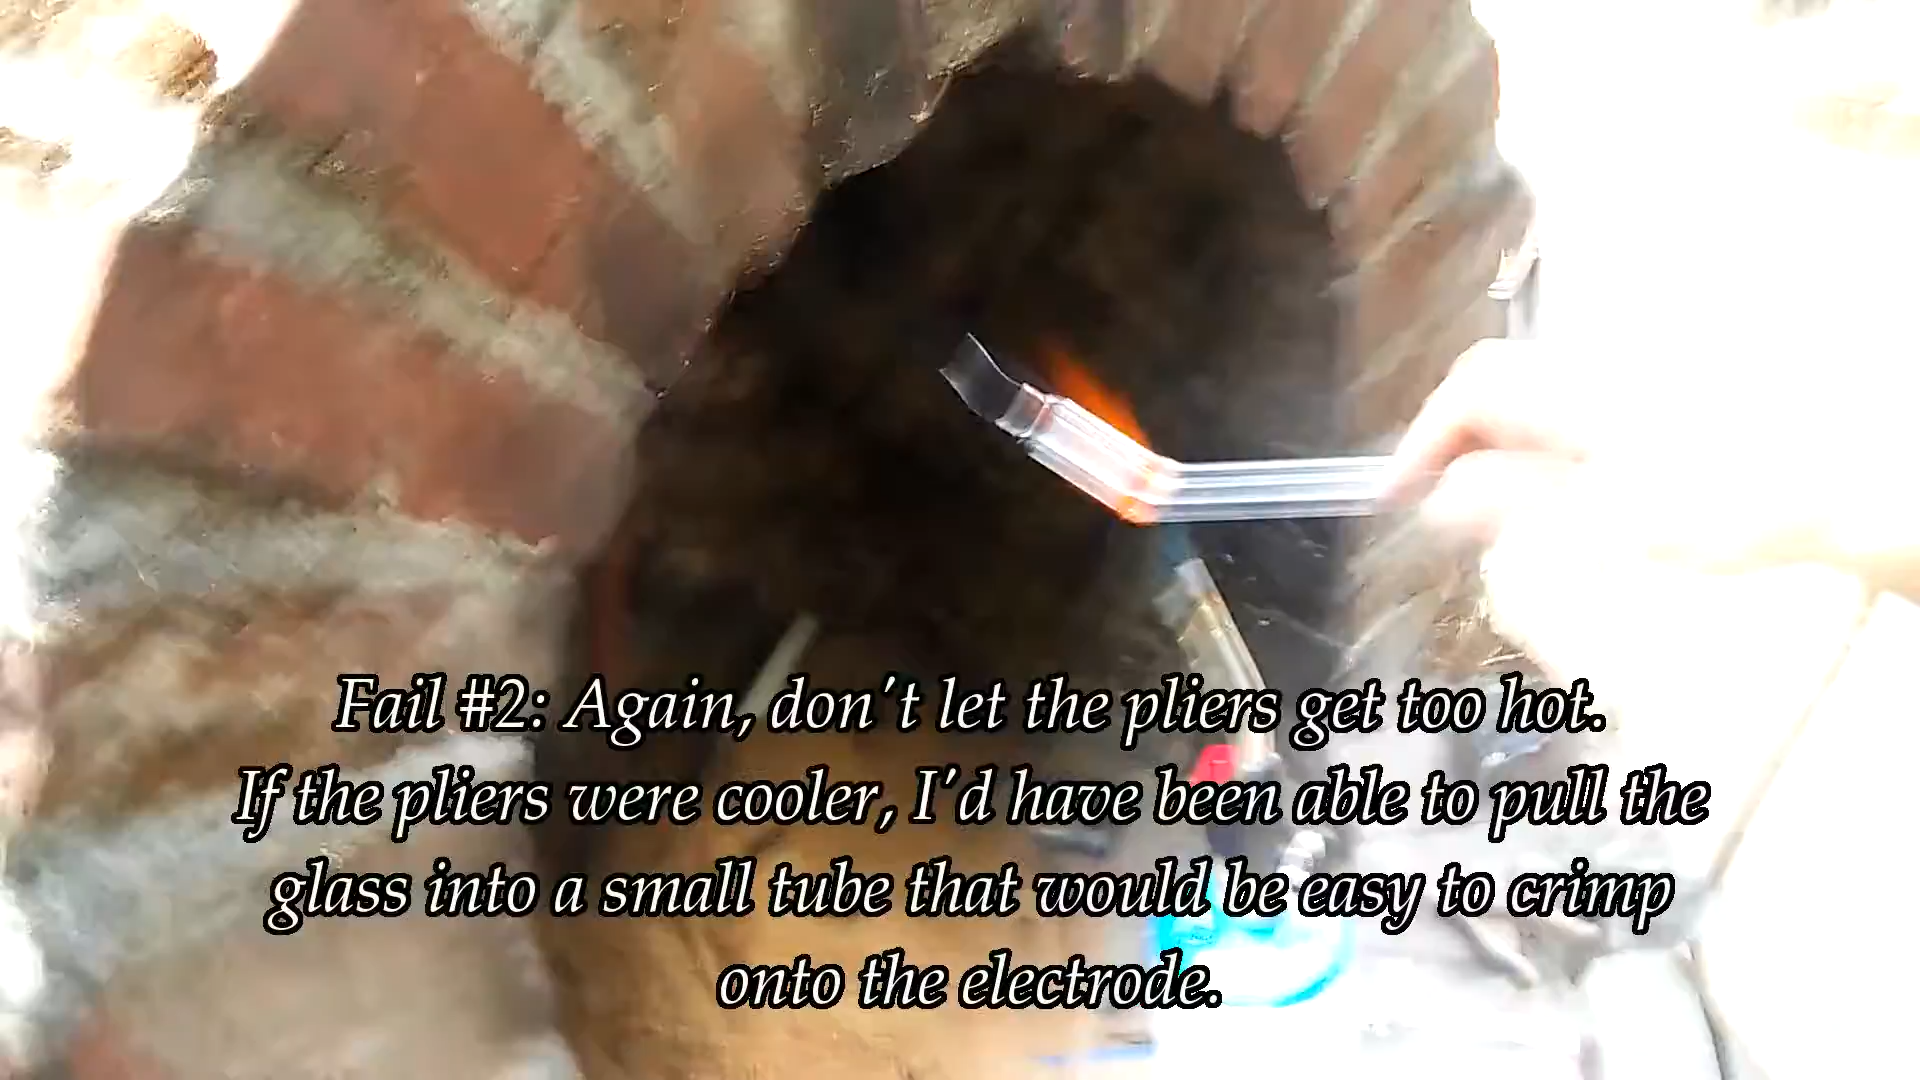 Fail #2: Again, don't let the pliers get too hot.
If the pliers were cooler, I'd have been able to pull the
glass into a small tube that would be easy to crimp
onto the electrode.